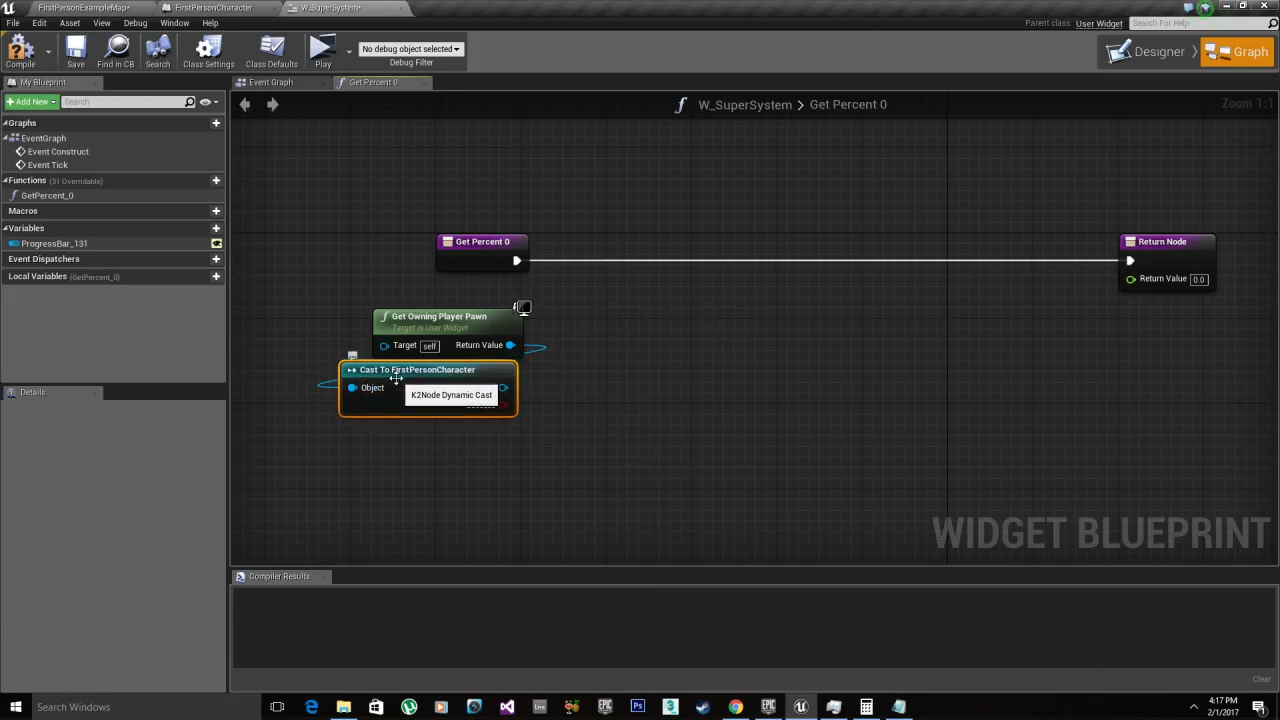 FirstPersonExampleMap*
FirstPersonCharacter
W_SuperSystem*
File Edit Asset View Debug Window Help
Parent class: User Widget
Search For Help
Compile
Save
Find in CB
Search
Class Settings
Class Defaults
Play
No debug object selected
Debug Filter
Designer
Graph
My Blueprint
Event Graph
Get Percent 0
Add New
Search
W_SuperSystem > Get Percent 0
Zoom 1:1
Graphs
EventGraph
Event Construct
Event Tick
Functions (31 Overridable)
GetPercent_0
Macros
Variables
ProgressBar_131
Event Dispatchers
Local Variables (GetPercent_0)
Details
Get Percent 0
Return Node
Return Value 0.0
Get Owning Player Pawn
Target is User Widget
Target self Return Value
Cast To FirstPersonCharacter
Object
K2Node Dynamic Cast
WIDGET BLUEPRINT
Compiler Results
Clear
Search Windows
4:17 PM
2/1/2017